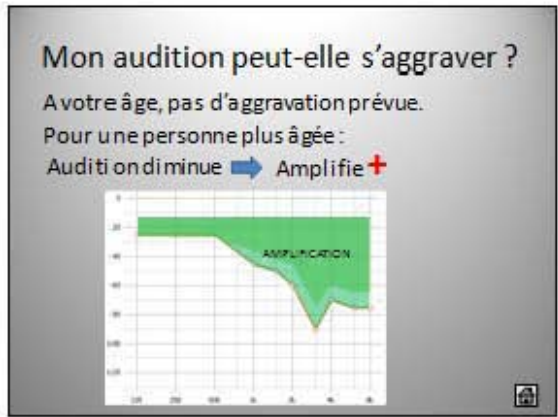 Mon audition peut-elle s'aggraver ?
A votre âge, pas d'aggravation prévue.
Pour une personne plus âgée :
Audition diminue Amplifie +
AMPLIFICATION